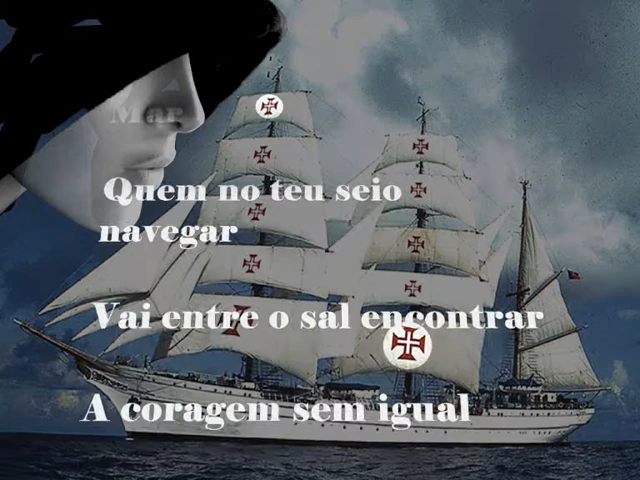 Mar
Quem no teu seio
navegar
Vai entre o sal encontrar
A coragem sem igual